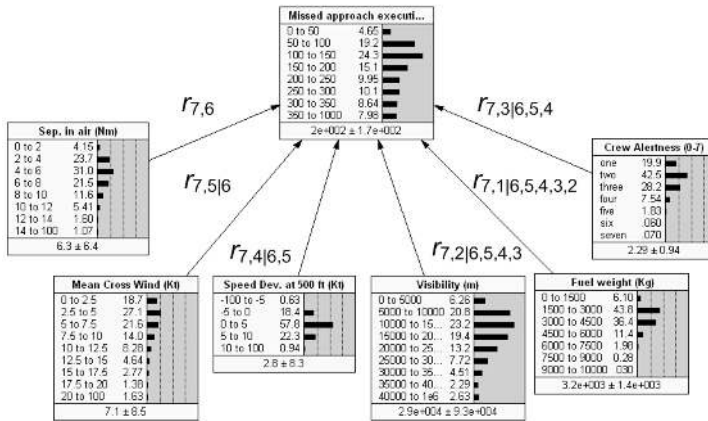 Missed approach executi...
0 to 50 4.65
50 to 100 19.2
100 to 150 24.3
150 to 200 15.1
200 to 250 9.95
250 to 300 10.1
300 to 350 8.64
350 to 1000 7.98
2e+002 ± 1.7e+002
r7,6
r7,3|6,5,4
Sep. in air (Nm)
0 to 2 4.15
2 to 4 23.7
4 to 6 31.0
6 to 8 21.5
8 to 10 11.6
10 to 12 5.41
12 to 14 1.60
14 to 100 1.07
6.3 ± 6.4
r7,5|6
r7,1|6,5,4,3,2
Crew Alertness (0-7)
one 19.9
two 42.5
three 28.2
four 7.54
five 1.83
six .060
seven .070
2.29 ± 0.94
r7,4|6,5
r7,2|6,5,4,3
Mean Cross Wind (Kt)
0 to 2.5 18.7
2.5 to 5 27.1
5 to 7.5 21.6
7.5 to 10 14.0
10 to 12.5 8.28
12.5 to 15 4.64
15 to 17.5 2.77
17.5 to 20 1.38
20 to 100 1.63
7.1 ± 8.5
Speed Dev. at 500 ft (Kt)
-100 to -5 0.63
-5 to 0 18.4
0 to 5 57.8
5 to 10 22.3
10 to 100 0.94
2.8 ± 8.3
Visibility (m)
0 to 5000 6.26
5000 to 10000 20.8
10000 to 15... 23.2
15000 to 20... 19.4
20000 to 25... 13.2
25000 to 30... 7.72
30000 to 35... 4.51
35000 to 40... 2.29
40000 to 1e6 2.63
2.9e+004 ± 9.3e+004
Fuel weight (Kg)
0 to 1500 6.10
1500 to 3000 43.8
3000 to 4500 36.4
4500 to 6000 11.4
6000 to 7500 1.98
7500 to 9000 0.28
9000 to 10000 .030
3.2e+003 ± 1.4e+003